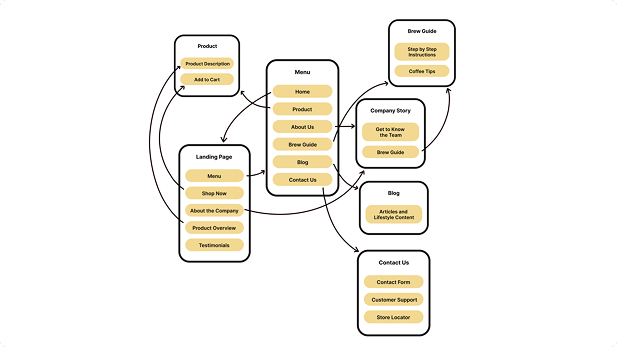 Product
Product Description
Add to Cart
Menu
Home
Product
About Us
Brew Guide
Blog
Contact Us
Landing Page
Menu
Shop Now
About the Company
Product Overview
Testimonials
Brew Guide
Step by Step
Instructions
Coffee Tips
Company Story
Get to Know
the Team
Brew Guide
Blog
Articles and
Lifestyle Content
Contact Us
Contact Form
Customer Support
Store Locator